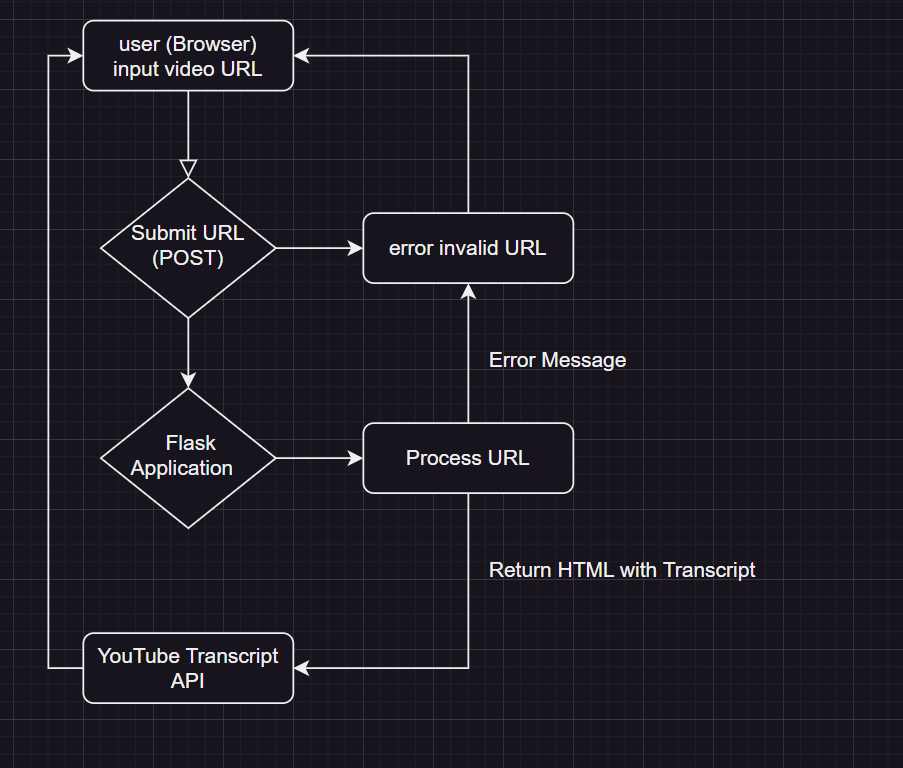 user (Browser)
input video URL
Submit URL
(POST)
error invalid URL
Error Message
Flask
Application
Process URL
Return HTML with Transcript
YouTube Transcript
API